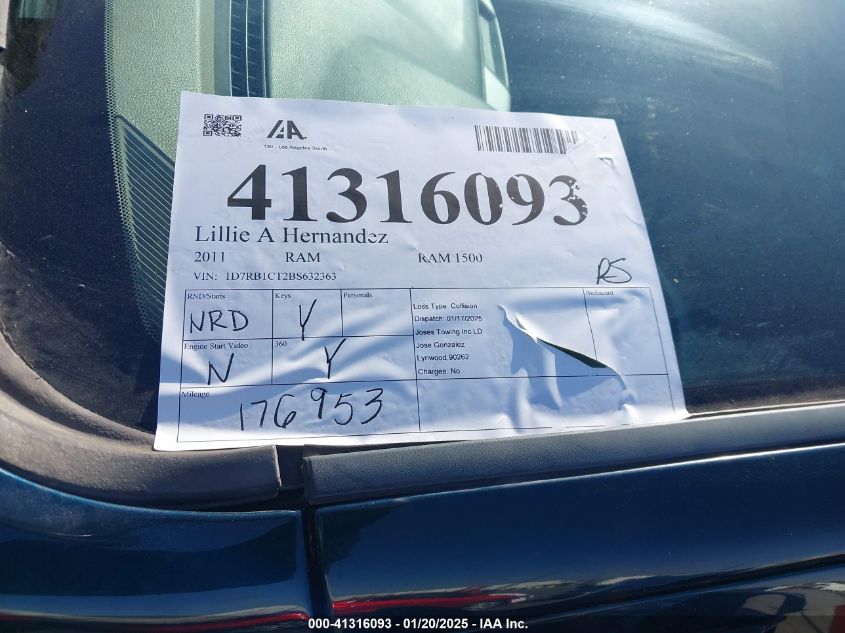 IAA
130 - Los Angeles South
41316093
Lillie A Hernandez
2011 RAM RAM 1500
VIN: 1D7RB1CT2BS632363
RS
RND/Starts Keys Personals Loss Type: Collision Biohazard
NRD Y Dispatch: 01/17/2025
Joses Towing Inc LD
Engine Start Video 360 Jose Gonzalez
N Y Lynwood,90262
Charges: No
Mileage
176953
000-41316093 - 01/20/2025 - IAA Inc.